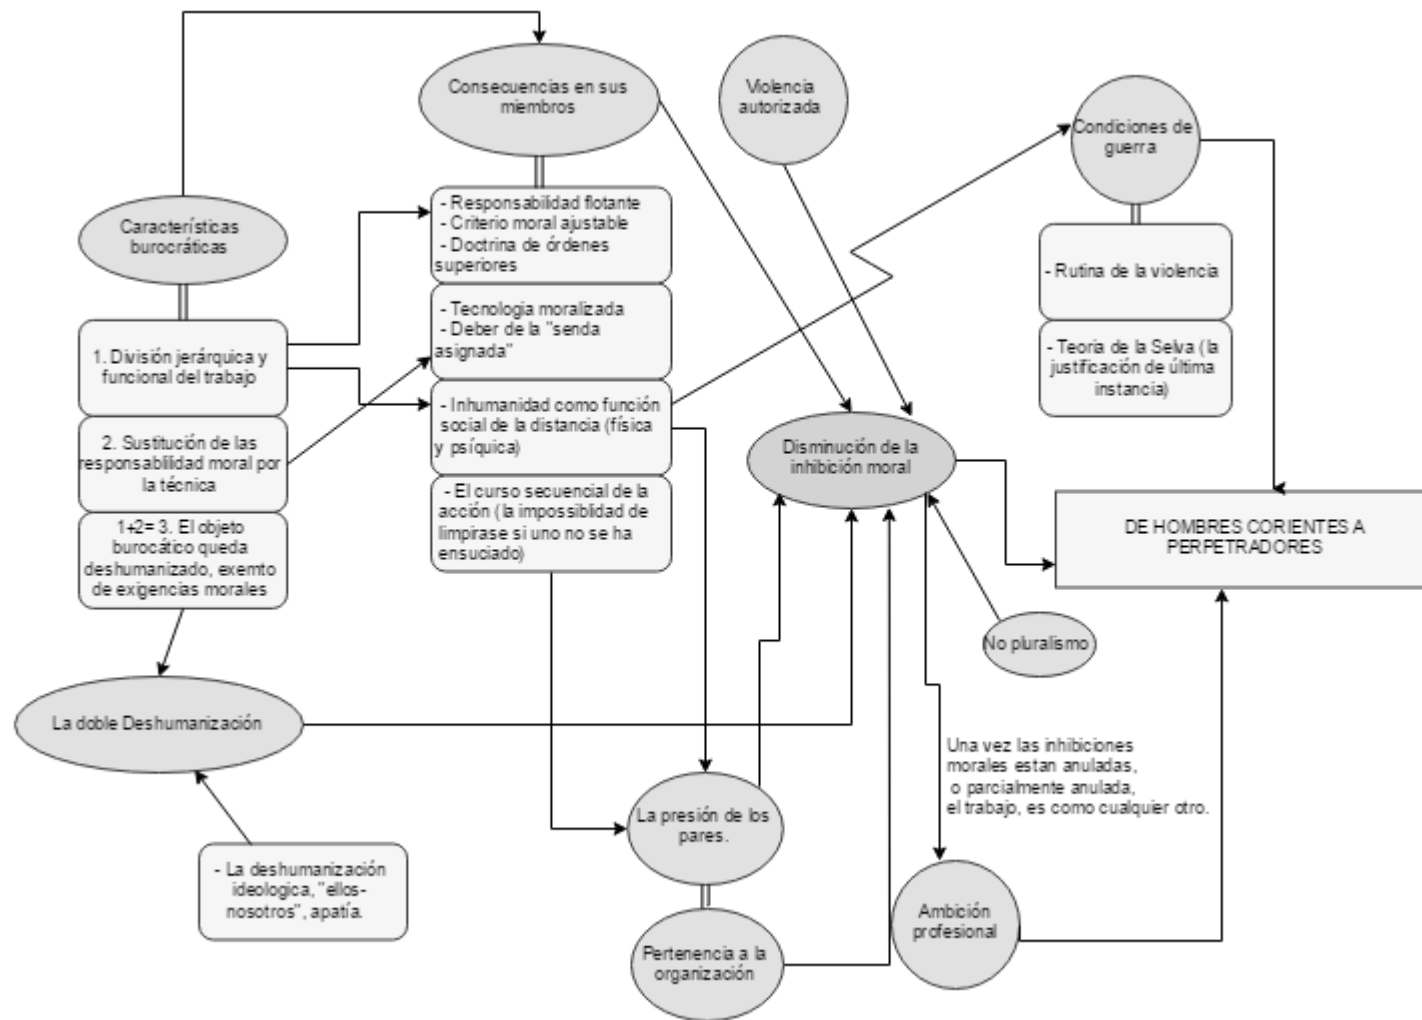 Consecuencias en sus
miembros
Violencia
autorizada
Condiciones de
guerra
Características
burocráticas
- Responsabilidad flotante
- Criterio moral ajustable
- Doctrina de órdenes
superiores
- Rutina de la violencia
- Tecnologia moralizada
- Deber de la "senda
asignada"
1. División jerárquica y
funcional del trabajo
- Teoria de la Selva (la
justificación de última
instancia)
- Inhumanidad como función
social de la distancia (física
y psíquica)
2. Sustitución de las
responsablilidad moral por
la técnica
Disminución de la
inhibición moral
- El curso secuencial de la
acción (la impossiblidad de
limpirase si uno no se ha
ensuciado)
1+2= 3. El objeto
burocático queda
deshumanizado, exemto
de exigencias morales
DE HOMBRES CORIENTES A
PERPETRADORES
No pluralismo
La doble Deshumanización
Una vez las inhibiciones
morales estan anuladas,
o parcialmente anulada,
el trabajo, es como cualquier otro.
La presión de los
pares.
- La deshumanización
ideologica, "ellos-
nosotros", apatía.
Ambición
profesional
Pertenencia a la
organización